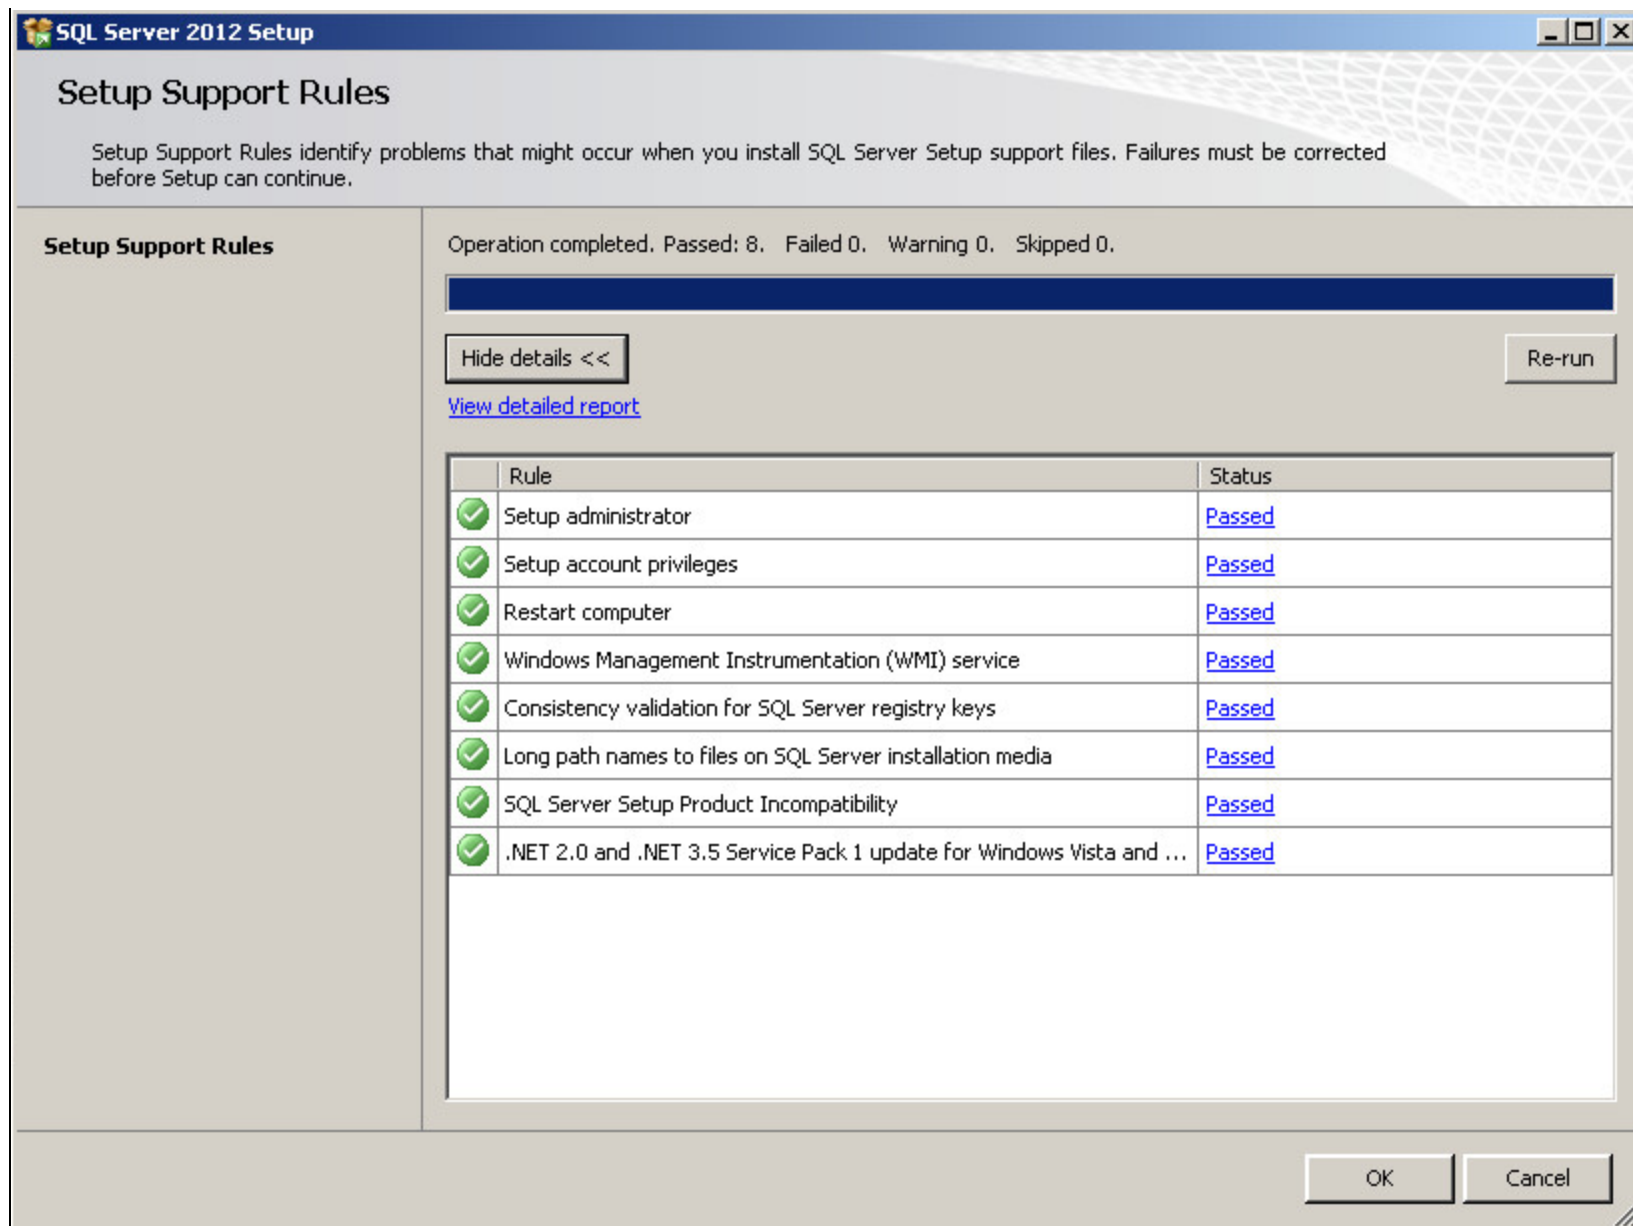 SQL Server 2012 Setup
Setup Support Rules
Setup Support Rules identify problems that might occur when you install SQL Server Setup support files. Failures must be corrected
before Setup can continue.
Setup Support Rules
Operation completed. Passed: 8.   Failed 0.   Warning 0.   Skipped 0.
Hide details <<
Re-run
View detailed report
Rule Status
Setup administrator Passed
Setup account privileges Passed
Restart computer Passed
Windows Management Instrumentation (WMI) service Passed
Consistency validation for SQL Server registry keys Passed
Long path names to files on SQL Server installation media Passed
SQL Server Setup Product Incompatibility Passed
.NET 2.0 and .NET 3.5 Service Pack 1 update for Windows Vista and ... Passed
OK Cancel